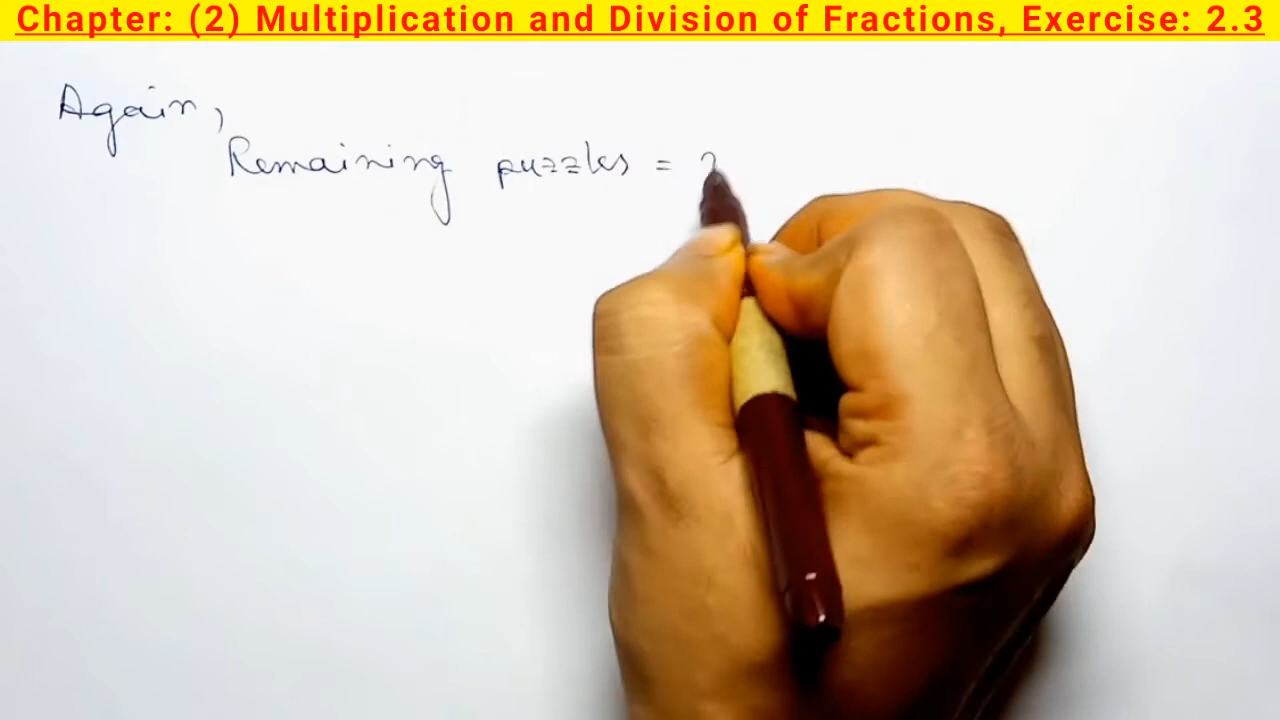 Chapter: (2) Multiplication and Division of Fractions, Exercise: 2.3
Again,
Remaining puzzles =